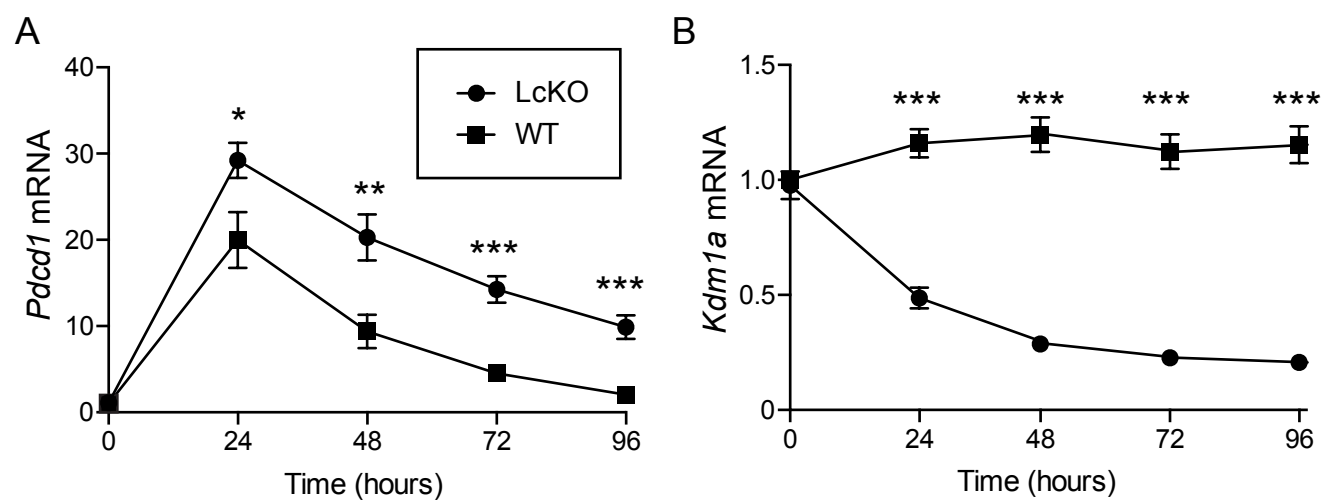 A
Pdcd1 mRNA
40
30
20
10
0
*
**
***
***
LcKO
WT
0 24 48 72 96
Time (hours)
B
Kdm1a mRNA
1.5
1.0
0.5
0
*** *** *** ***
0 24 48 72 96
Time (hours)